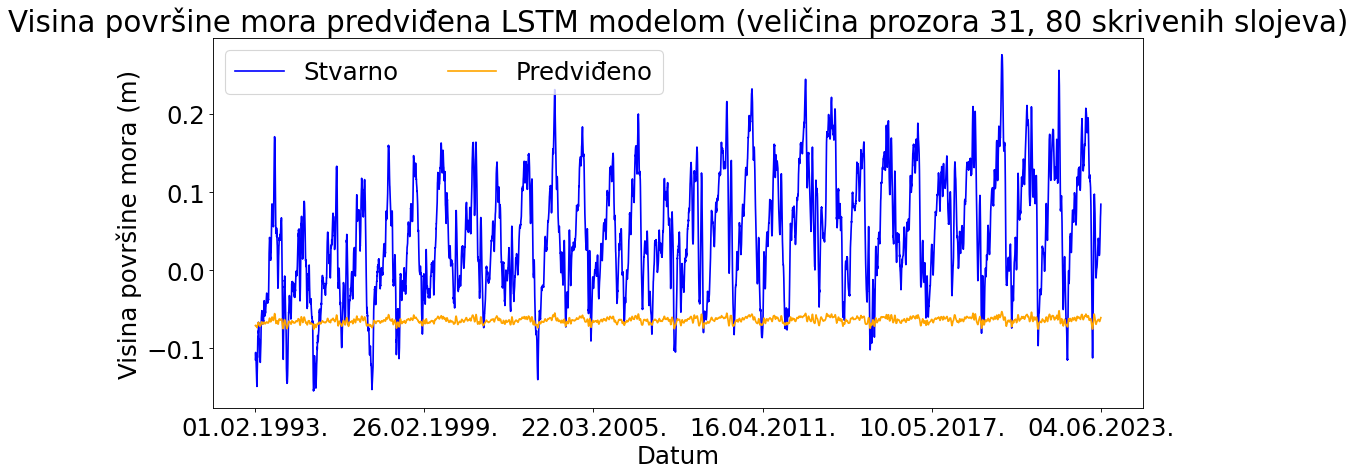 Visina površine mora predviđena LSTM modelom (veličina prozora 31, 80 skrivenih slojeva)
Stvarno
Predviđeno
Visina površine mora (m)
0.2
0.1
0.0
−0.1
01.02.1993.
26.02.1999.
22.03.2005.
16.04.2011.
10.05.2017.
04.06.2023.
Datum